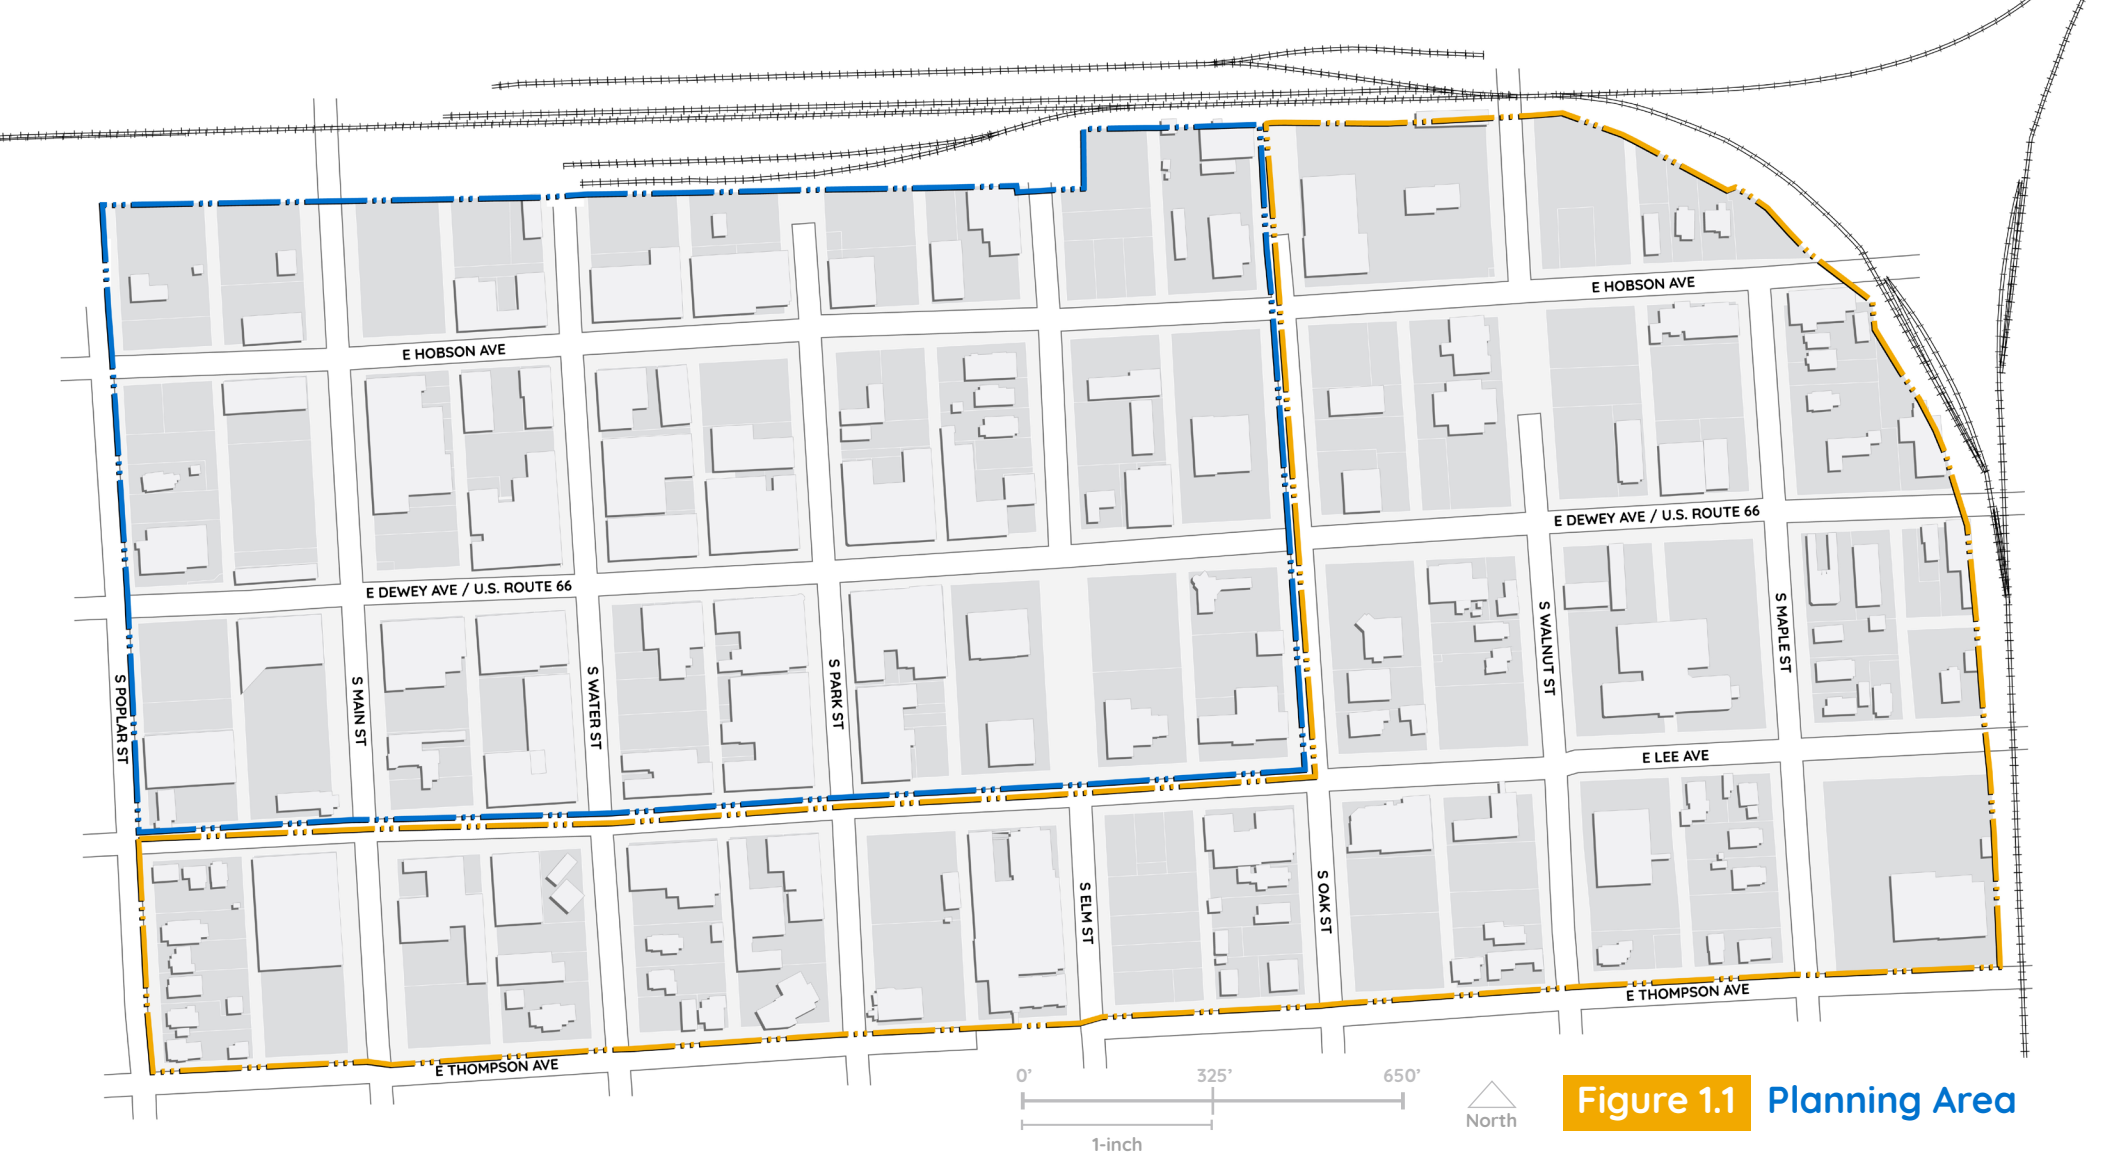 E HOBSON AVE
E HOBSON AVE
E DEWEY AVE / U.S. ROUTE 66
E DEWEY AVE / U.S. ROUTE 66
S POPLAR ST
S MAIN ST
S WATER ST
S PARK ST
S WALNUT ST
S MAPLE ST
E LEE AVE
S ELM ST
S OAK ST
E THOMPSON AVE
E THOMPSON AVE
0' 325' 650'
1-inch
North
Figure 1.1 Planning Area